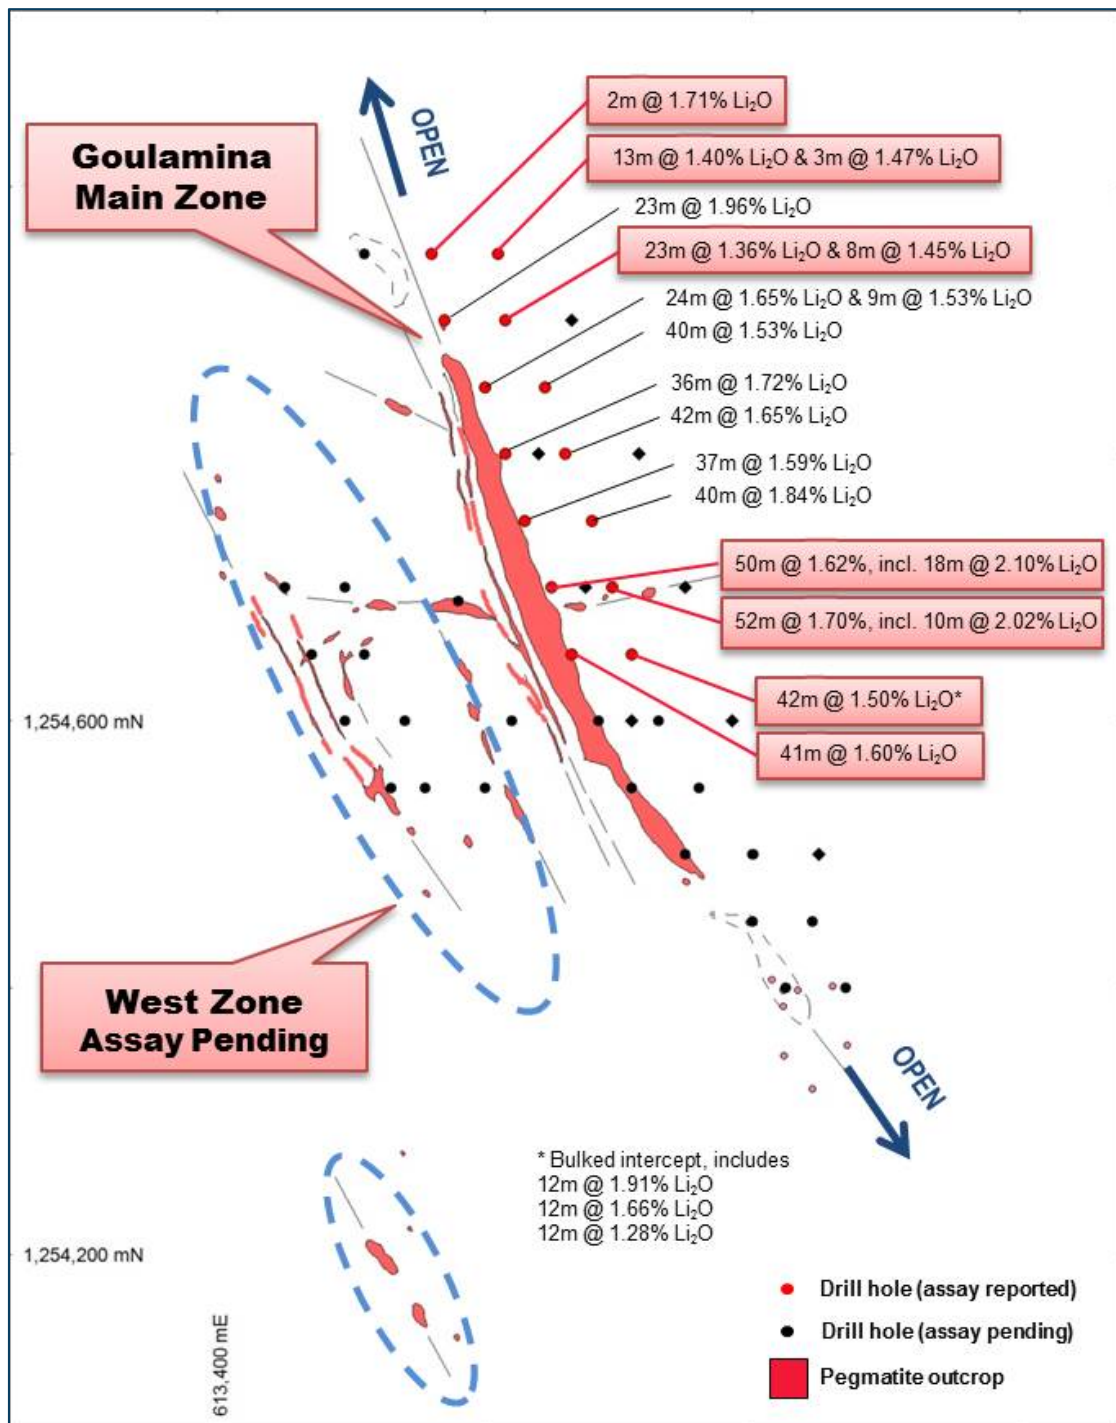 OPEN
2m @ 1.71% Li₂O
Goulamina
Main Zone
13m @ 1.40% Li₂O & 3m @ 1.47% Li₂O
23m @ 1.96% Li₂O
23m @ 1.36% Li₂O & 8m @ 1.45% Li₂O
24m @ 1.65% Li₂O & 9m @ 1.53% Li₂O
40m @ 1.53% Li₂O
36m @ 1.72% Li₂O
42m @ 1.65% Li₂O
37m @ 1.59% Li₂O
40m @ 1.84% Li₂O
50m @ 1.62%, incl. 18m @ 2.10% Li₂O
52m @ 1.70%, incl. 10m @ 2.02% Li₂O
42m @ 1.50% Li₂O*
1,254,600 mN
41m @ 1.60% Li₂O
West Zone
Assay Pending
OPEN
* Bulked intercept, includes
12m @ 1.91% Li₂O
12m @ 1.66% Li₂O
12m @ 1.28% Li₂O
1,254,200 mN
613,400 mE
Drill hole (assay reported)
Drill hole (assay pending)
Pegmatite outcrop